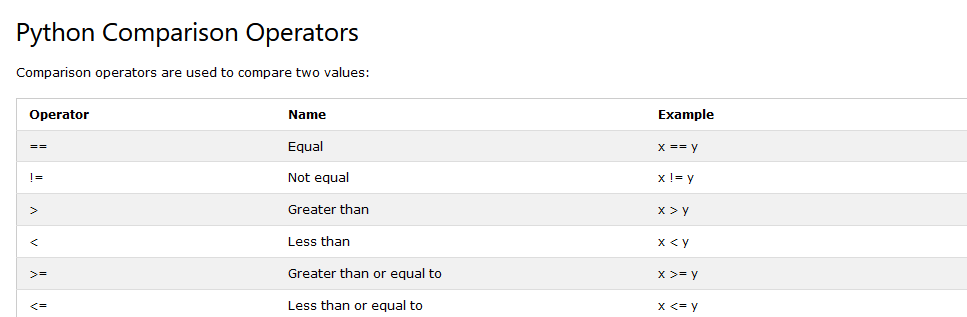 Python Comparison Operators
Comparison operators are used to compare two values:
Operator Name Example
== Equal x == y
!= Not equal x != y
> Greater than x > y
< Less than x < y
>= Greater than or equal to x >= y
<= Less than or equal to x <= y